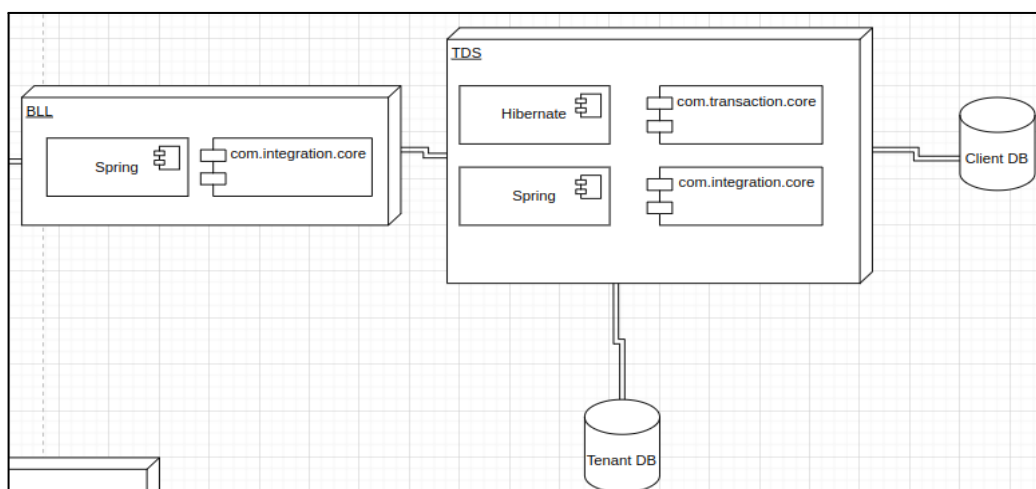 TDS
BLL
Hibernate
com.transaction.core
Spring
com.integration.core
Client DB
Spring
com.integration.core
Tenant DB